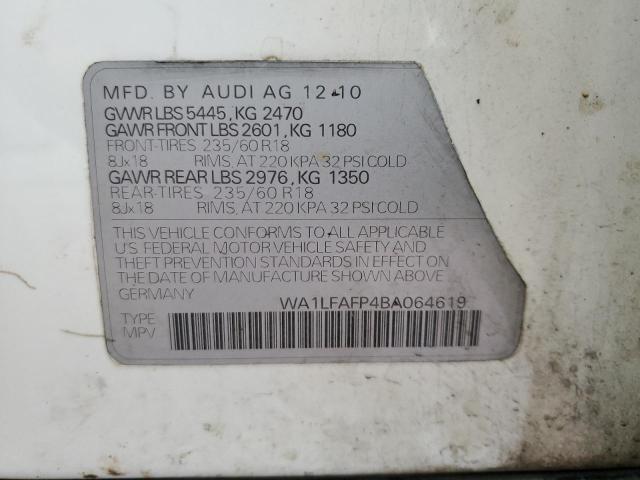 MFD. BY AUDI AG 12-10
GVWR LBS 5445, KG 2470
GAWR FRONT LBS 2601, KG 1180
FRONT-TIRES 235/60 R18
8Jx18 RIMS, AT 220 KPA 32 PSI COLD
GAWR REAR LBS 2976, KG 1350
REAR-TIRES 235/60 R18
8Jx18 RIMS, AT 220 KPA 32 PSI COLD
THIS VEHICLE CONFORMS TO ALL APPLICABLE
U'S. FEDERAL MOTOR VEHICLE SAFETY AND
THEFT PREVENTION STANDARDS IN EFFECT ON
THE DATE OF MANUFACTURE SHOWN ABOVE
WA1LFAFP4BA064619
TYPE
MPV